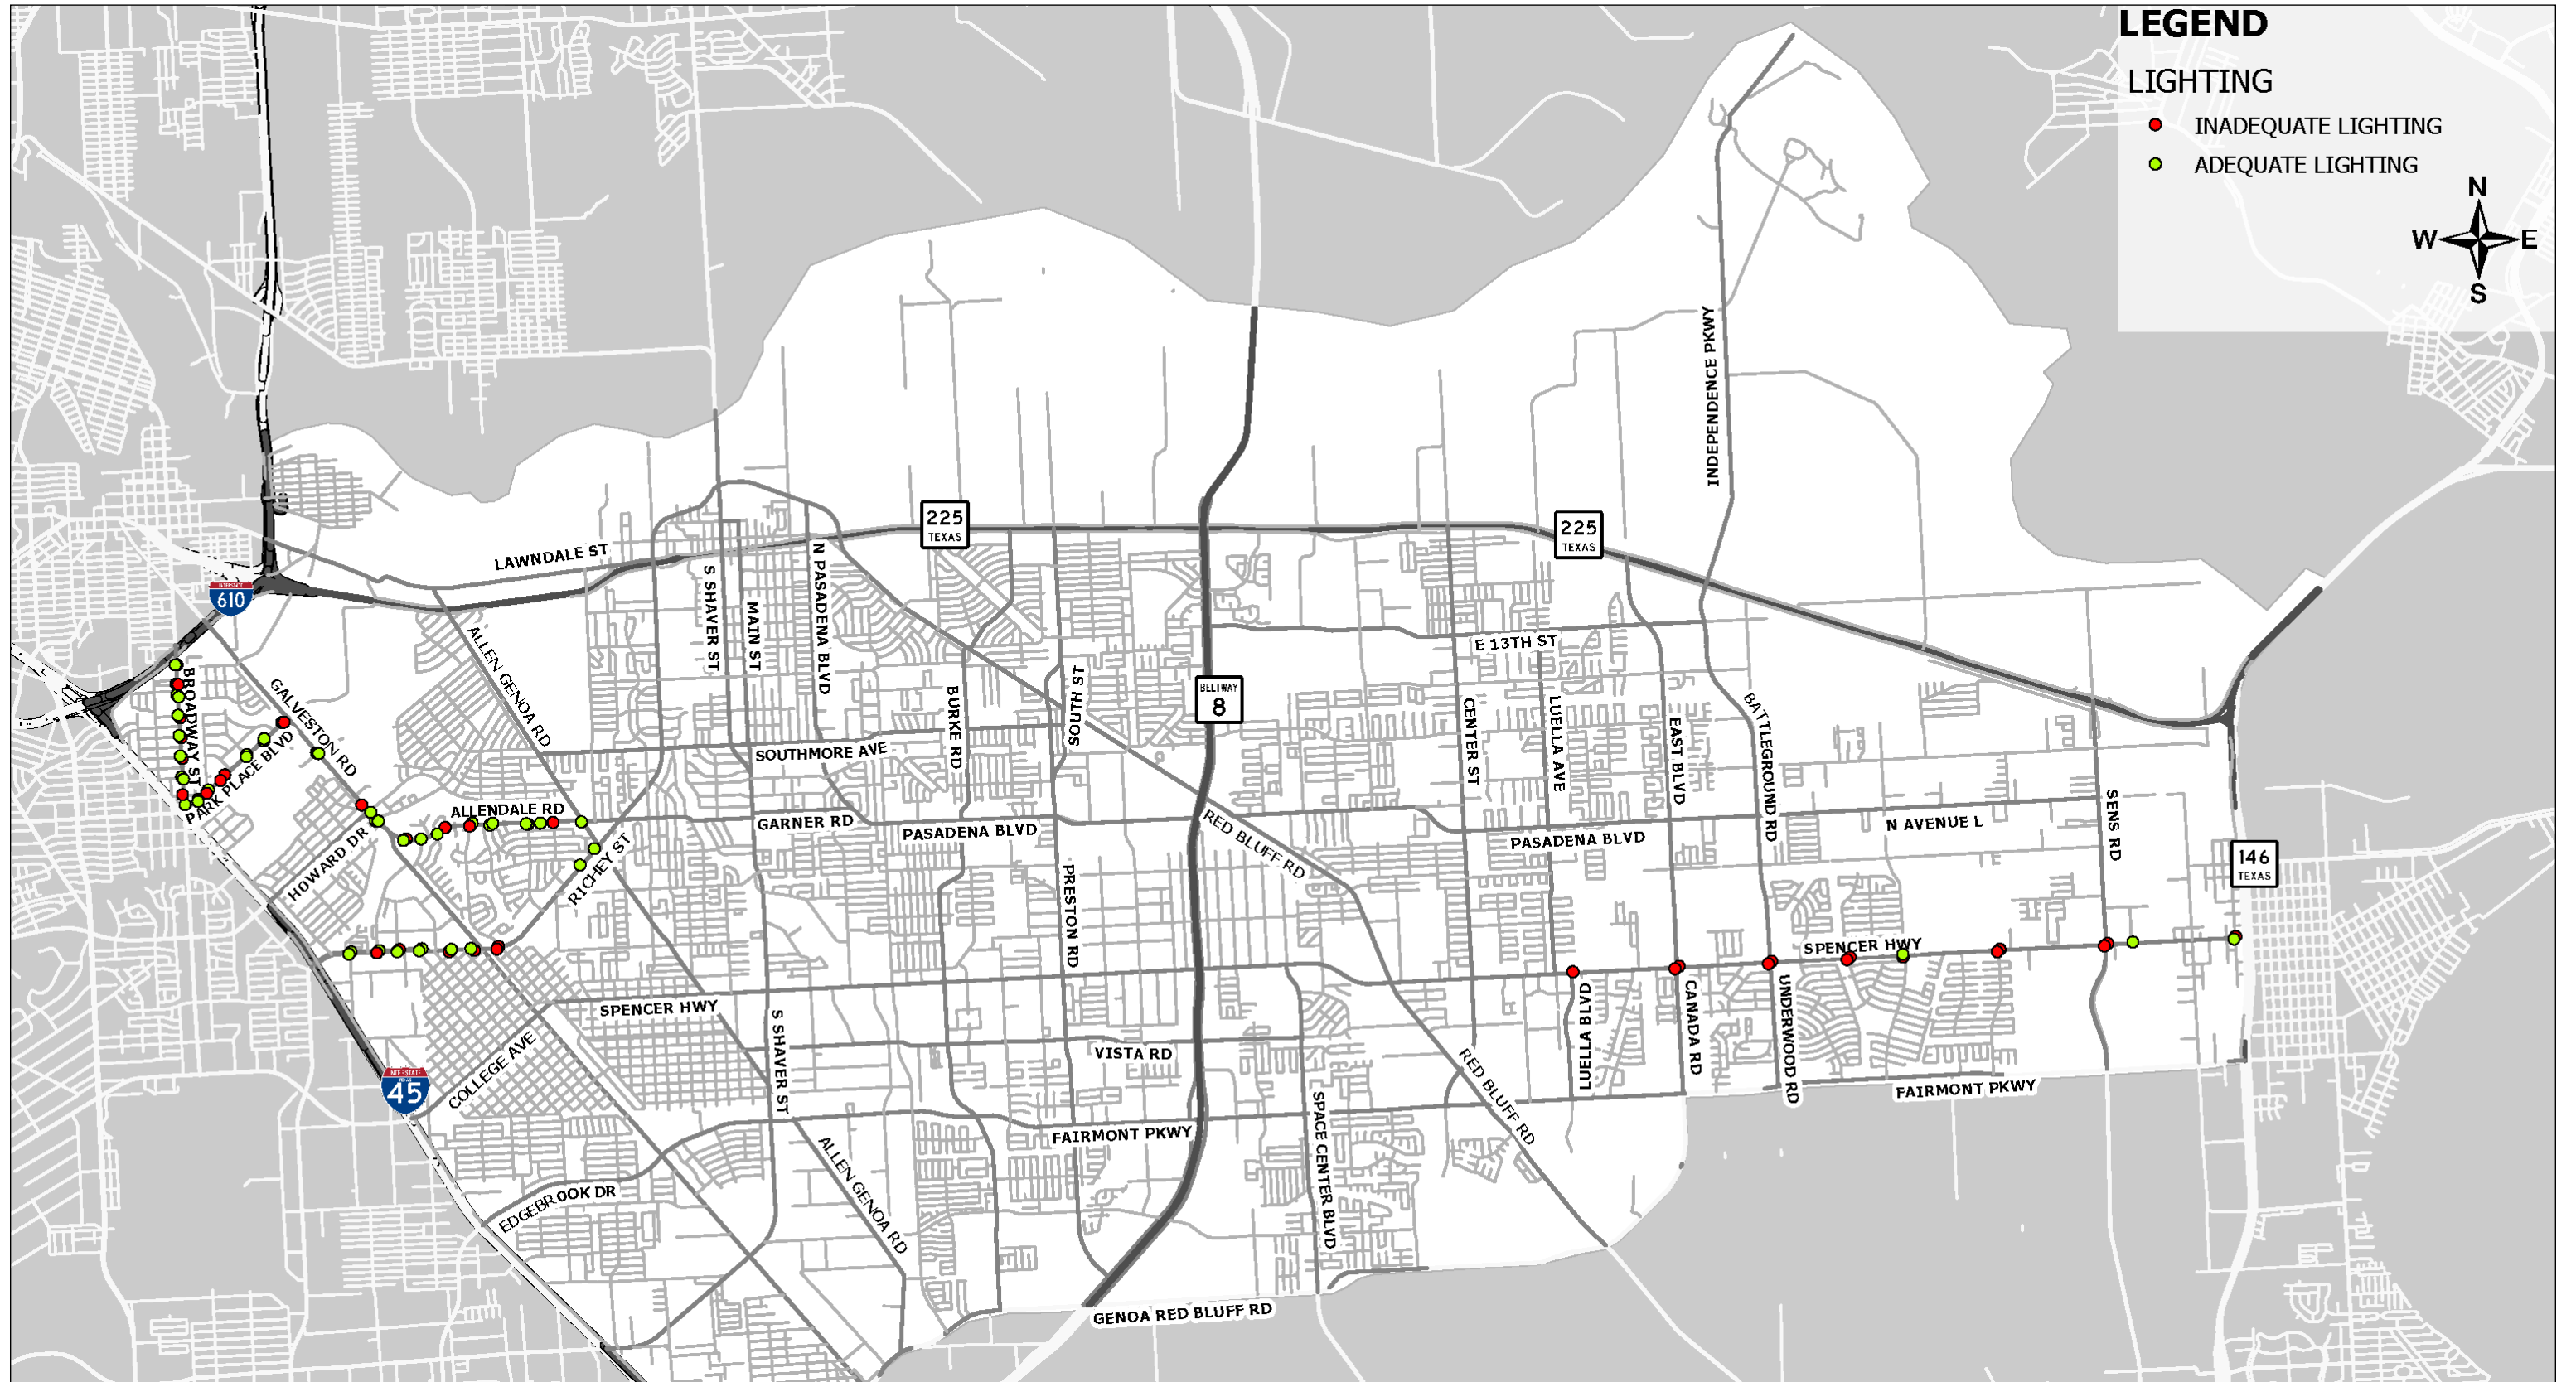 LEGEND
LIGHTING
INADEQUATE LIGHTING
ADEQUATE LIGHTING
N
W
E
S
INDEPENDENCE PKWY
225
TEXAS
225
TEXAS
LAWNDALE ST
INTERSTATE
610
S SHAVER ST
MAIN ST
N PASADENA BLVD
ALLEN GENOA RD
E 13TH ST
BROADWAY ST
GALVESTON RD
BURKE RD
SOUTH ST
BELTWAY
8
CENTER ST
LUELLA AVE
EAST BLVD
BATTLEGROUND RD
SOUTHMORE AVE
PARK PLACE BLVD
ALLENDALE RD
GARNER RD
PASADENA BLVD
RED BLUFF RD
PASADENA BLVD
N AVENUE L
SENS RD
HOWARD DR
RICHEY ST
PRESTON RD
146
TEXAS
SPENCER HWY
SPENCER HWY
S SHAVER ST
LUELLA BLVD
CANADA RD
UNDERWOOD RD
VISTA RD
COLLEGE AVE
INTERSTATE
45
RED BLUFF RD
FAIRMONT PKWY
SPACE CENTER BLVD
FAIRMONT PKWY
ALLEN GENOA RD
EDGEBROOK DR
GENOA RED BLUFF RD